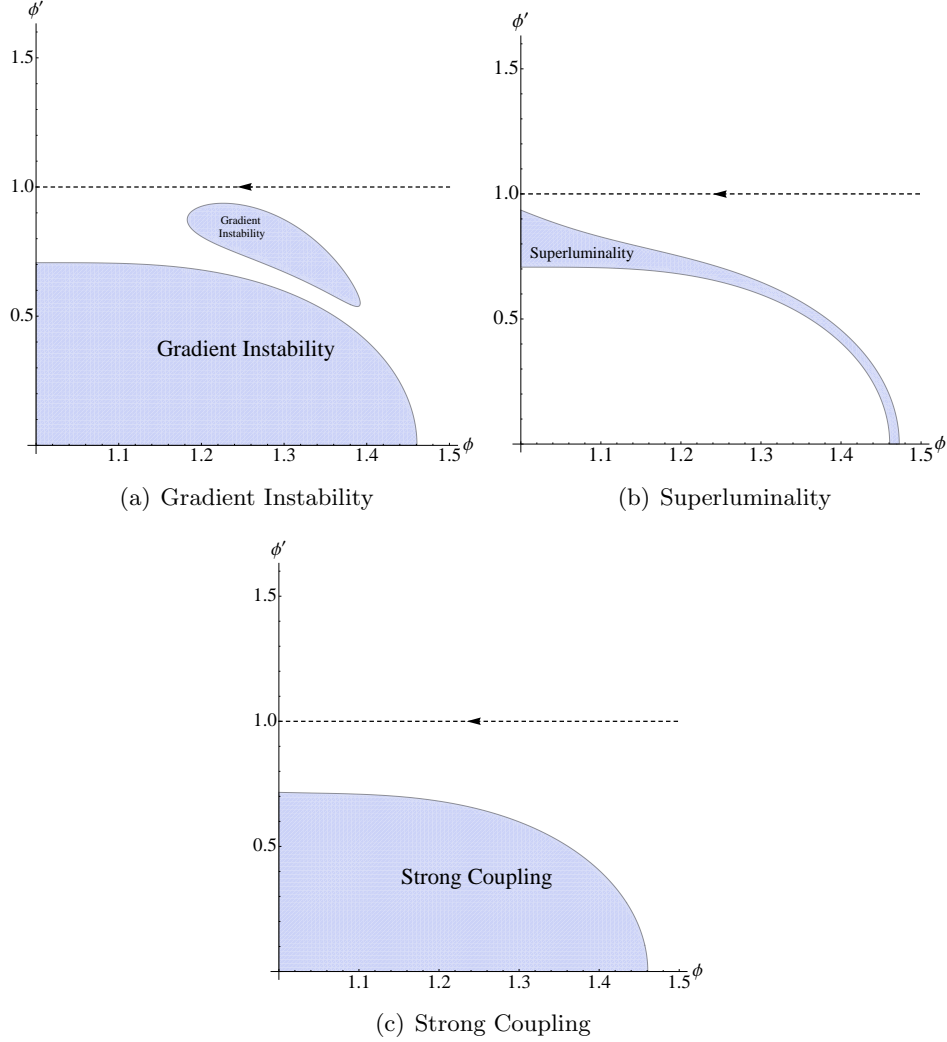 ϕ′
1.5
1.0
Gradient
Instability
0.5
Gradient Instability
1.1 1.2 1.3 1.4 1.5 ϕ
(a) Gradient Instability
ϕ′
1.5
1.0
Superluminality
0.5
1.1 1.2 1.3 1.4 1.5 ϕ
(b) Superluminality
ϕ′
1.5
1.0
0.5
Strong Coupling
1.1 1.2 1.3 1.4 1.5 ϕ
(c) Strong Coupling